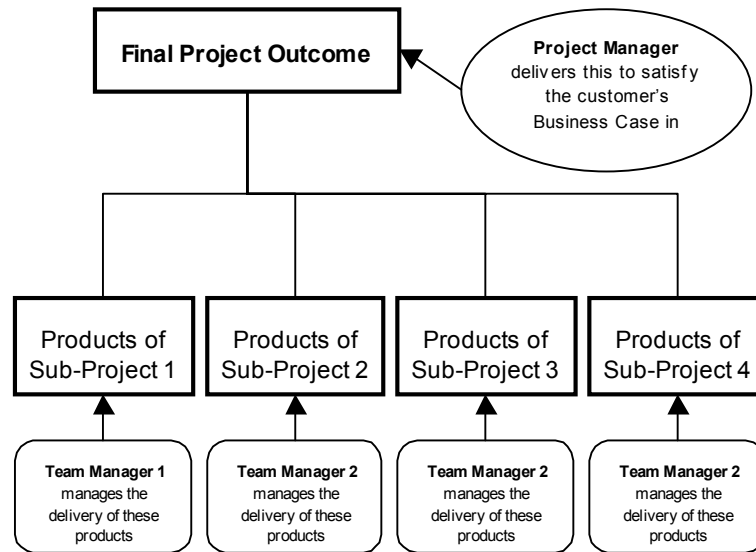 Final Project Outcome
Project Manager
delivers this to satisfy
the customer's
Business Case in
Products of
Sub-Project 1
Products of
Sub-Project 2
Products of
Sub-Project 3
Products of
Sub-Project 4
Team Manager 1
manages the
delivery of these
products
Team Manager 2
manages the
delivery of these
products
Team Manager 2
manages the
delivery of these
products
Team Manager 2
manages the
delivery of these
products